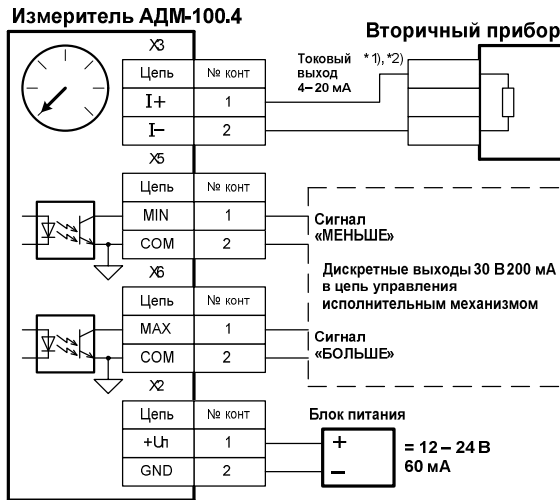 Измеритель АДМ-100.4
Вторичный прибор
X3
Цепь № конт
I+ 1
I– 2
Токовый *1), *2)
выход
4–20 мА
X5
Цепь № конт
MIN 1
COM 2
Сигнал
«МЕНЬШЕ»
Дискретные выходы 30 В 200 мА
в цепь управления
исполнительным механизмом
X6
Цепь № конт
MAX 1
COM 2
Сигнал
«БОЛЬШЕ»
X2
Цепь № конт
+Uп 1
GND 2
Блок питания
+
–
= 12 – 24 В
60 мА